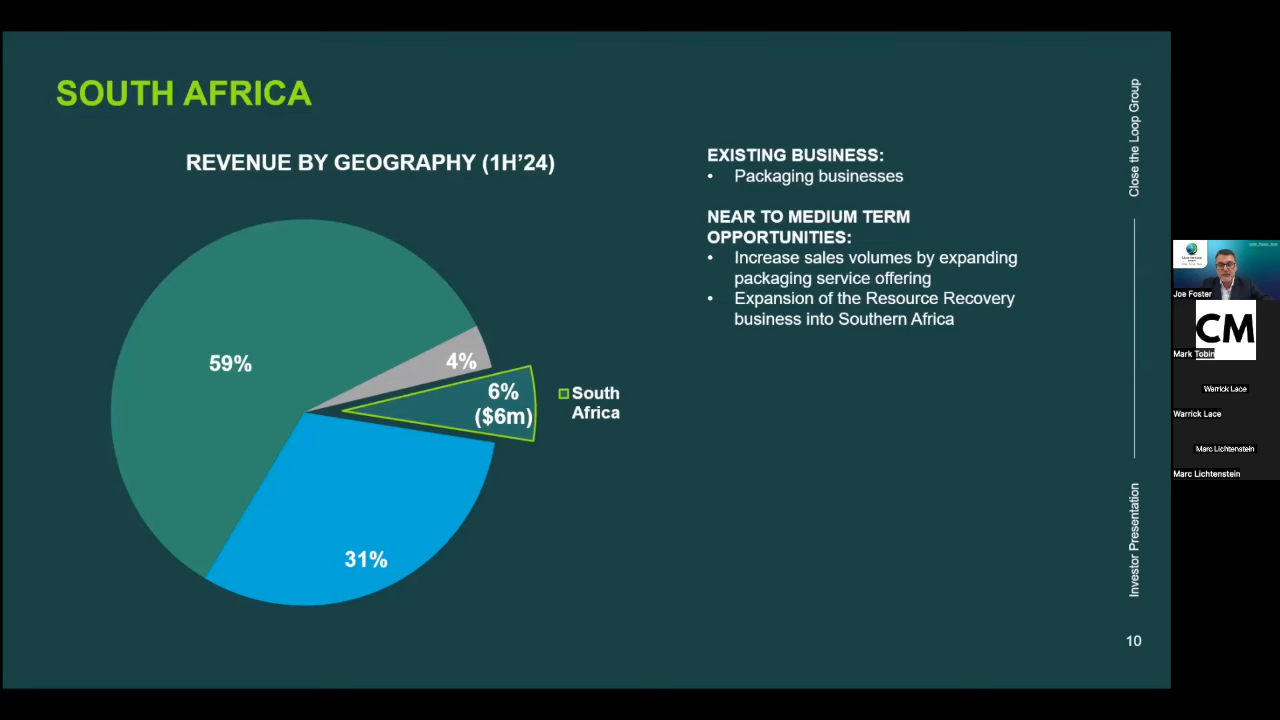 SOUTH AFRICA
REVENUE BY GEOGRAPHY (1H'24)
59%
4%
6%
($6m)
31%
South
Africa
EXISTING BUSINESS:
• Packaging businesses
NEAR TO MEDIUM TERM
OPPORTUNITIES:
• Increase sales volumes by expanding
packaging service offering
• Expansion of the Resource Recovery
business into Southern Africa
Close the Loop Group
Investor Presentation
10
Joe Foster
CM
Mark Tobin
Warrick Lace
Warrick Lace
Marc Lichtenstein
Marc Lichtenstein